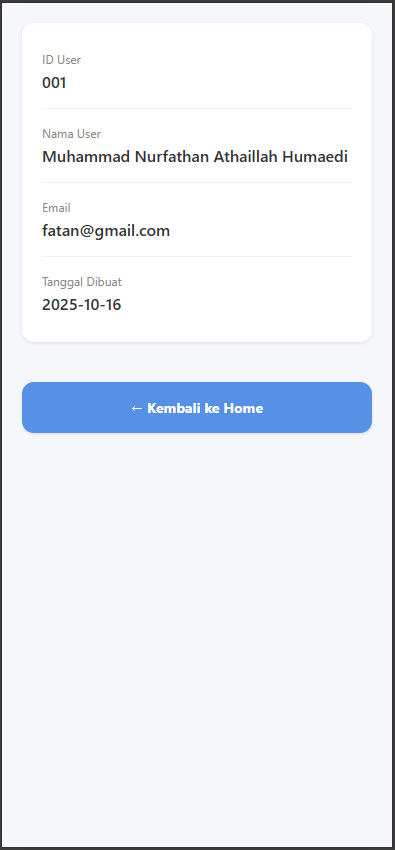 ID User
001
Nama User
Muhammad Nurfathan Athaillah Humaedi
Email
fatan@gmail.com
Tanggal Dibuat
2025-10-16
← Kembali ke Home